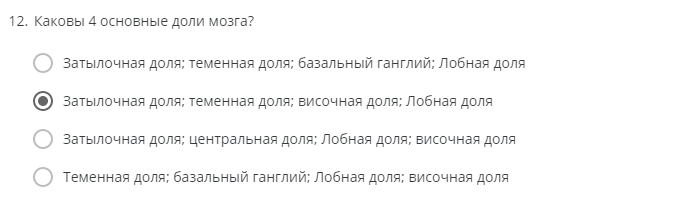 12. Каковы 4 основные доли мозга?
Затылочная доля; теменная доля; базальный ганглий; Лобная доля
Затылочная доля; теменная доля; височная доля; Лобная доля
Затылочная доля; центральная доля; Лобная доля; височная доля
Теменная доля; базальный ганглий; Лобная доля; височная доля